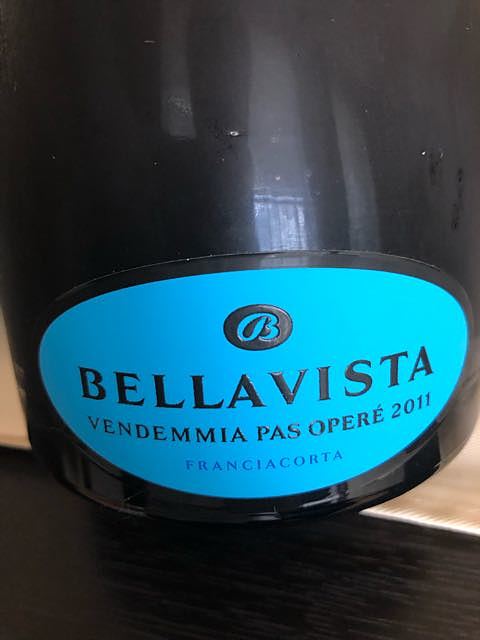 B
BELLAVISTA
VENDEMMIA PAS OPERÉ 2011
FRANCIACORTA